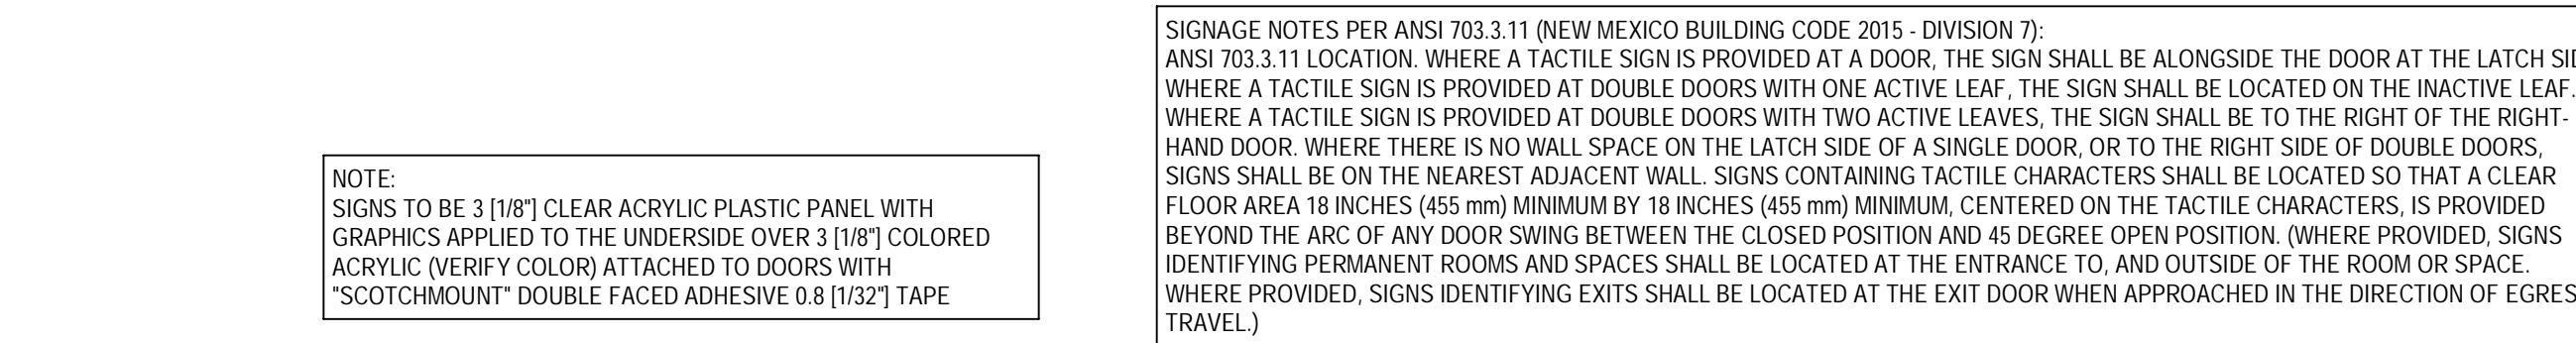 NOTE:
SIGNS TO BE 3 [1/8"] CLEAR ACRYLIC PLASTIC PANEL WITH
GRAPHICS APPLIED TO THE UNDERSIDE OVER 3 [1/8"] COLORED
ACRYLIC (VERIFY COLOR) ATTACHED TO DOORS WITH
"SCOTCHMOUNT" DOUBLE FACED ADHESIVE 0.8 [1/32"] TAPE
SIGNAGE NOTES PER ANSI 703.3.11 (NEW MEXICO BUILDING CODE 2015 - DIVISION 7):
ANSI 703.3.11 LOCATION. WHERE A TACTILE SIGN IS PROVIDED AT A DOOR, THE SIGN SHALL BE ALONGSIDE THE DOOR AT THE LATCH
WHERE A TACTILE SIGN IS PROVIDED AT DOUBLE DOORS WITH ONE ACTIVE LEAF, THE SIGN SHALL BE LOCATED ON THE INACTIVE LEAF.
WHERE A TACTILE SIGN IS PROVIDED AT DOUBLE DOORS WITH TWO ACTIVE LEAVES, THE SIGN SHALL BE TO THE RIGHT OF THE RIGHT-
HAND DOOR. WHERE THERE IS NO WALL SPACE ON THE LATCH SIDE OF A SINGLE DOOR, OR TO THE RIGHT SIDE OF DOUBLE DOORS,
SIGNS SHALL BE ON THE NEAREST ADJACENT WALL. SIGNS CONTAINING TACTILE CHARACTERS SHALL BE LOCATED SO THAT A CLEAR
FLOOR AREA 18 INCHES (455 mm) MINIMUM BY 18 INCHES (455 mm) MINIMUM, CENTERED ON THE TACTILE CHARACTERS, IS PROVIDED
BEYOND THE ARC OF ANY DOOR SWING BETWEEN THE CLOSED POSITION AND 45 DEGREE OPEN POSITION. (WHERE PROVIDED, SIGNS
IDENTIFYING PERMANENT ROOMS AND SPACES SHALL BE LOCATED AT THE ENTRANCE TO, AND OUTSIDE OF THE ROOM OR SPACE.
WHERE PROVIDED, SIGNS IDENTIFYING EXITS SHALL BE LOCATED AT THE EXIT DOOR WHEN APPROACHED IN THE DIRECTION OF
TRAVEL.)